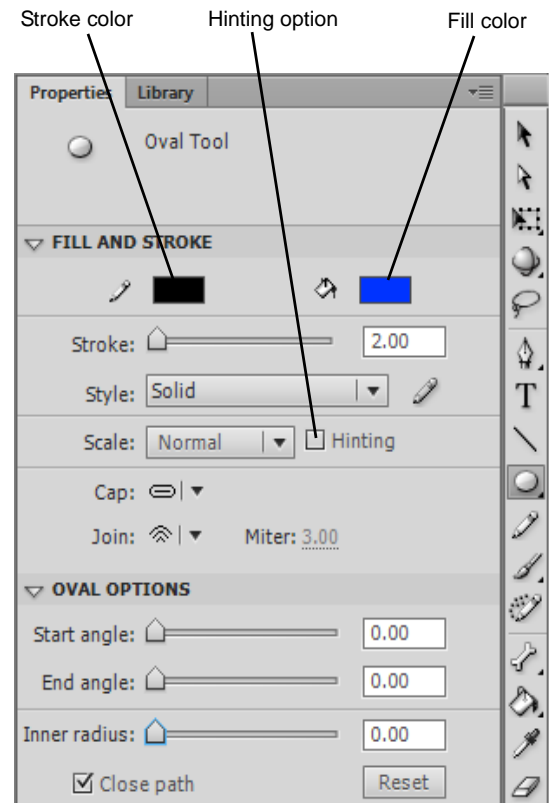 Stroke color Hinting option Fill color
Properties Library
Oval Tool
FILL AND STROKE
Stroke: 2.00
Style: Solid
Scale: Normal Hinting
Cap:
Join: Miter: 3.00
OVAL OPTIONS
Start angle: 0.00
End angle: 0.00
Inner radius: 0.00
Close path Reset